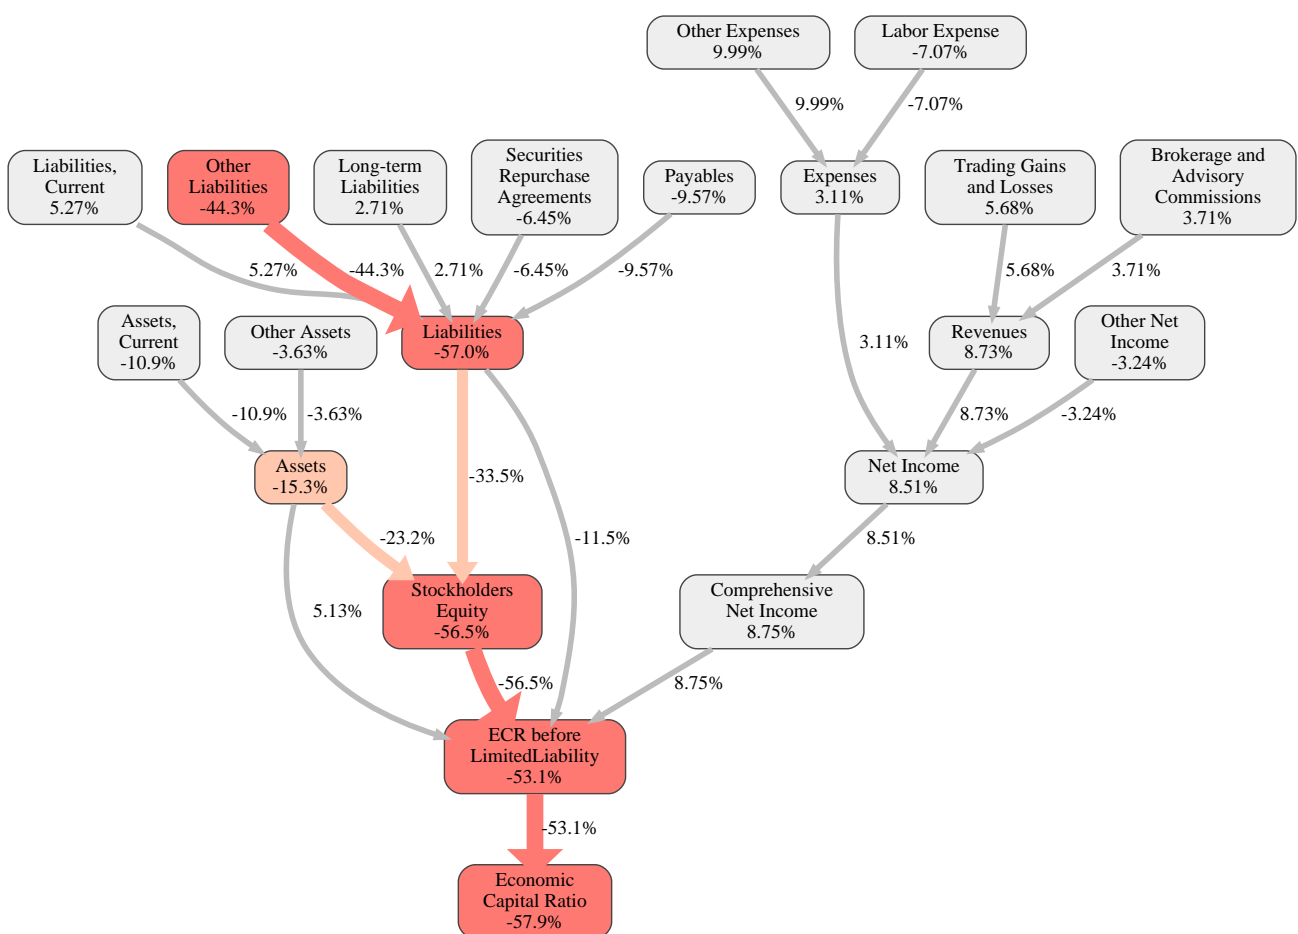 Other Expenses
9.99%
Labor Expense
-7.07%
9.99%
-7.07%
Liabilities,
Current
5.27%
Other
Liabilities
-44.3%
Long-term
Liabilities
2.71%
Securities
Repurchase
Agreements
-6.45%
Payables
-9.57%
Expenses
3.11%
Trading Gains
and Losses
5.68%
Brokerage and
Advisory
Commissions
3.71%
5.27%
-44.3%
2.71%
-6.45%
-9.57%
5.68%
3.71%
Assets,
Current
-10.9%
Other Assets
-3.63%
Liabilities
-57.0%
3.11%
Revenues
8.73%
Other Net
Income
-3.24%
-10.9%
-3.63%
8.73%
-3.24%
Assets
-15.3%
-33.5%
Net Income
8.51%
-23.2%
-11.5%
8.51%
5.13%
Stockholders
Equity
-56.5%
Comprehensive
Net Income
8.75%
-56.5%
8.75%
ECR before
LimitedLiability
-53.1%
-53.1%
Economic
Capital Ratio
-57.9%